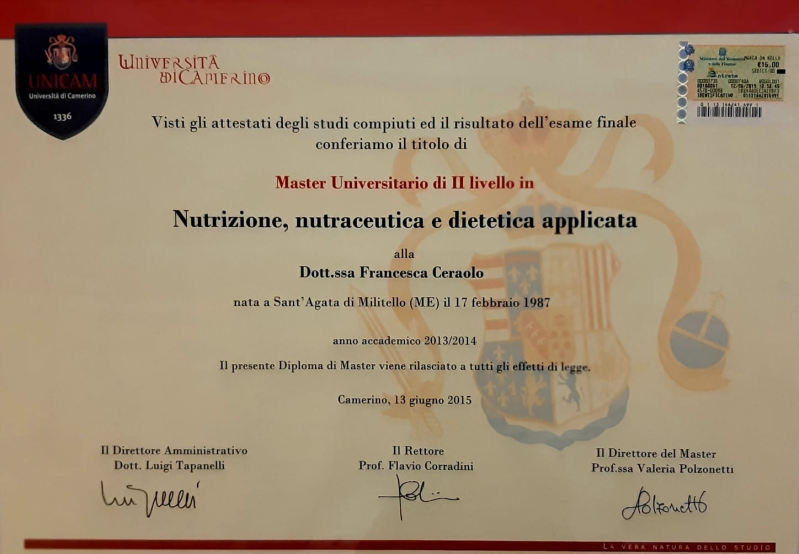 UNICAM
Università di Camerino
1336
UNIVERSITÀ
DI CAMERINO
€16,00
Visti gli attestati degli studi compiuti ed il risultato dell'esame finale
conferiamo il titolo di
Master Universitario di II livello in
Nutrizione, nutraceutica e dietetica applicata
alla
Dott.ssa Francesca Ceraolo
nata a Sant'Agata di Militello (ME) il 17 febbraio 1987
anno accademico 2013/2014
Il presente Diploma di Master viene rilasciato a tutti gli effetti di legge.
Camerino, 13 giugno 2015
Il Direttore Amministrativo
Dott. Luigi Tapanelli
Il Rettore
Prof. Flavio Corradini
Il Direttore del Master
Prof.ssa Valeria Polzonetti
LA VERA NATURA DELLO STUDIO